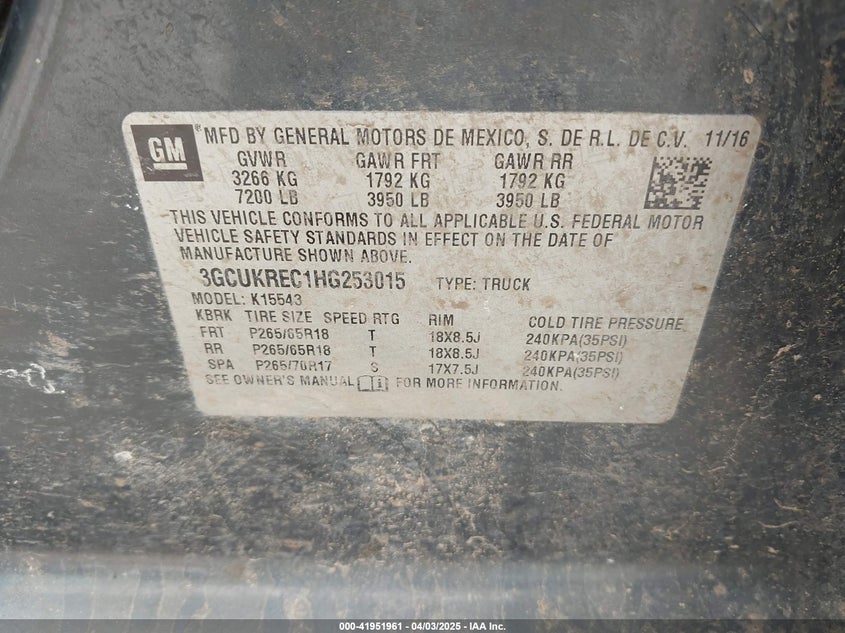 GM ® MFD BY GENERAL MOTORS DE MEXICO, S. DE R.L. DE C.V. 11/16
GVWR GAWR FRT GAWR RR
3266 KG 1792 KG 1792 KG
7200 LB 3950 LB 3950 LB
THIS VEHICLE CONFORMS TO ALL APPLICABLE U.S. FEDERAL MOTOR
VEHICLE SAFETY STANDARDS IN EFFECT ON THE DATE OF
MANUFACTURE SHOWN ABOVE.
3GCUKREC1HG253015 TYPE: TRUCK
MODEL: K15543
KBRK TIRE SIZE SPEED RTG RIM COLD TIRE PRESSURE
FRT P265/65R18 T 18X8.5J 240KPA(35PSI)
RR P265/65R18 T 18X8.5J 240KPA(35PSI)
SPA P265/70R17 S 17X7.5J 240KPA(35PSI)
SEE OWNER'S MANUAL FOR MORE INFORMATION.
000-41951961 - 04/03/2025 - IAA Inc.